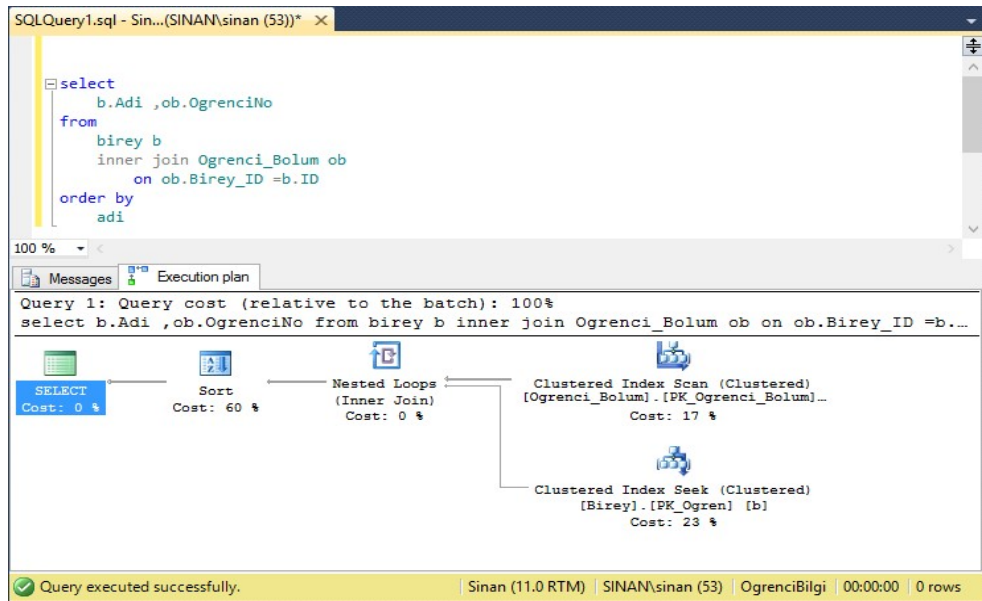 SQLQuery1.sql - Sin...(SINAN\sinan (53))*
select
b.Adi ,ob.OgrenciNo
from
birey b
inner join Ogrenci_Bolum ob
on ob.Birey_ID =b.ID
order by
adi
100 %
Messages
Execution plan
Query 1: Query cost (relative to the batch): 100%
select b.Adi ,ob.OgrenciNo from birey b inner join Ogrenci_Bolum ob on ob.Birey_ID =b.…
SELECT
Cost: 0 %
Sort
Cost: 60 %
Nested Loops
(Inner Join)
Cost: 0 %
Clustered Index Scan (Clustered)
[Ogrenci_Bolum].[PK_Ogrenci_Bolum]…
Cost: 17 %
Clustered Index Seek (Clustered)
[Birey].[PK_Ogren] [b]
Cost: 23 %
Query executed successfully.
Sinan (11.0 RTM)
SINAN\sinan (53)
OgrenciBilgi
00:00:00
0 rows